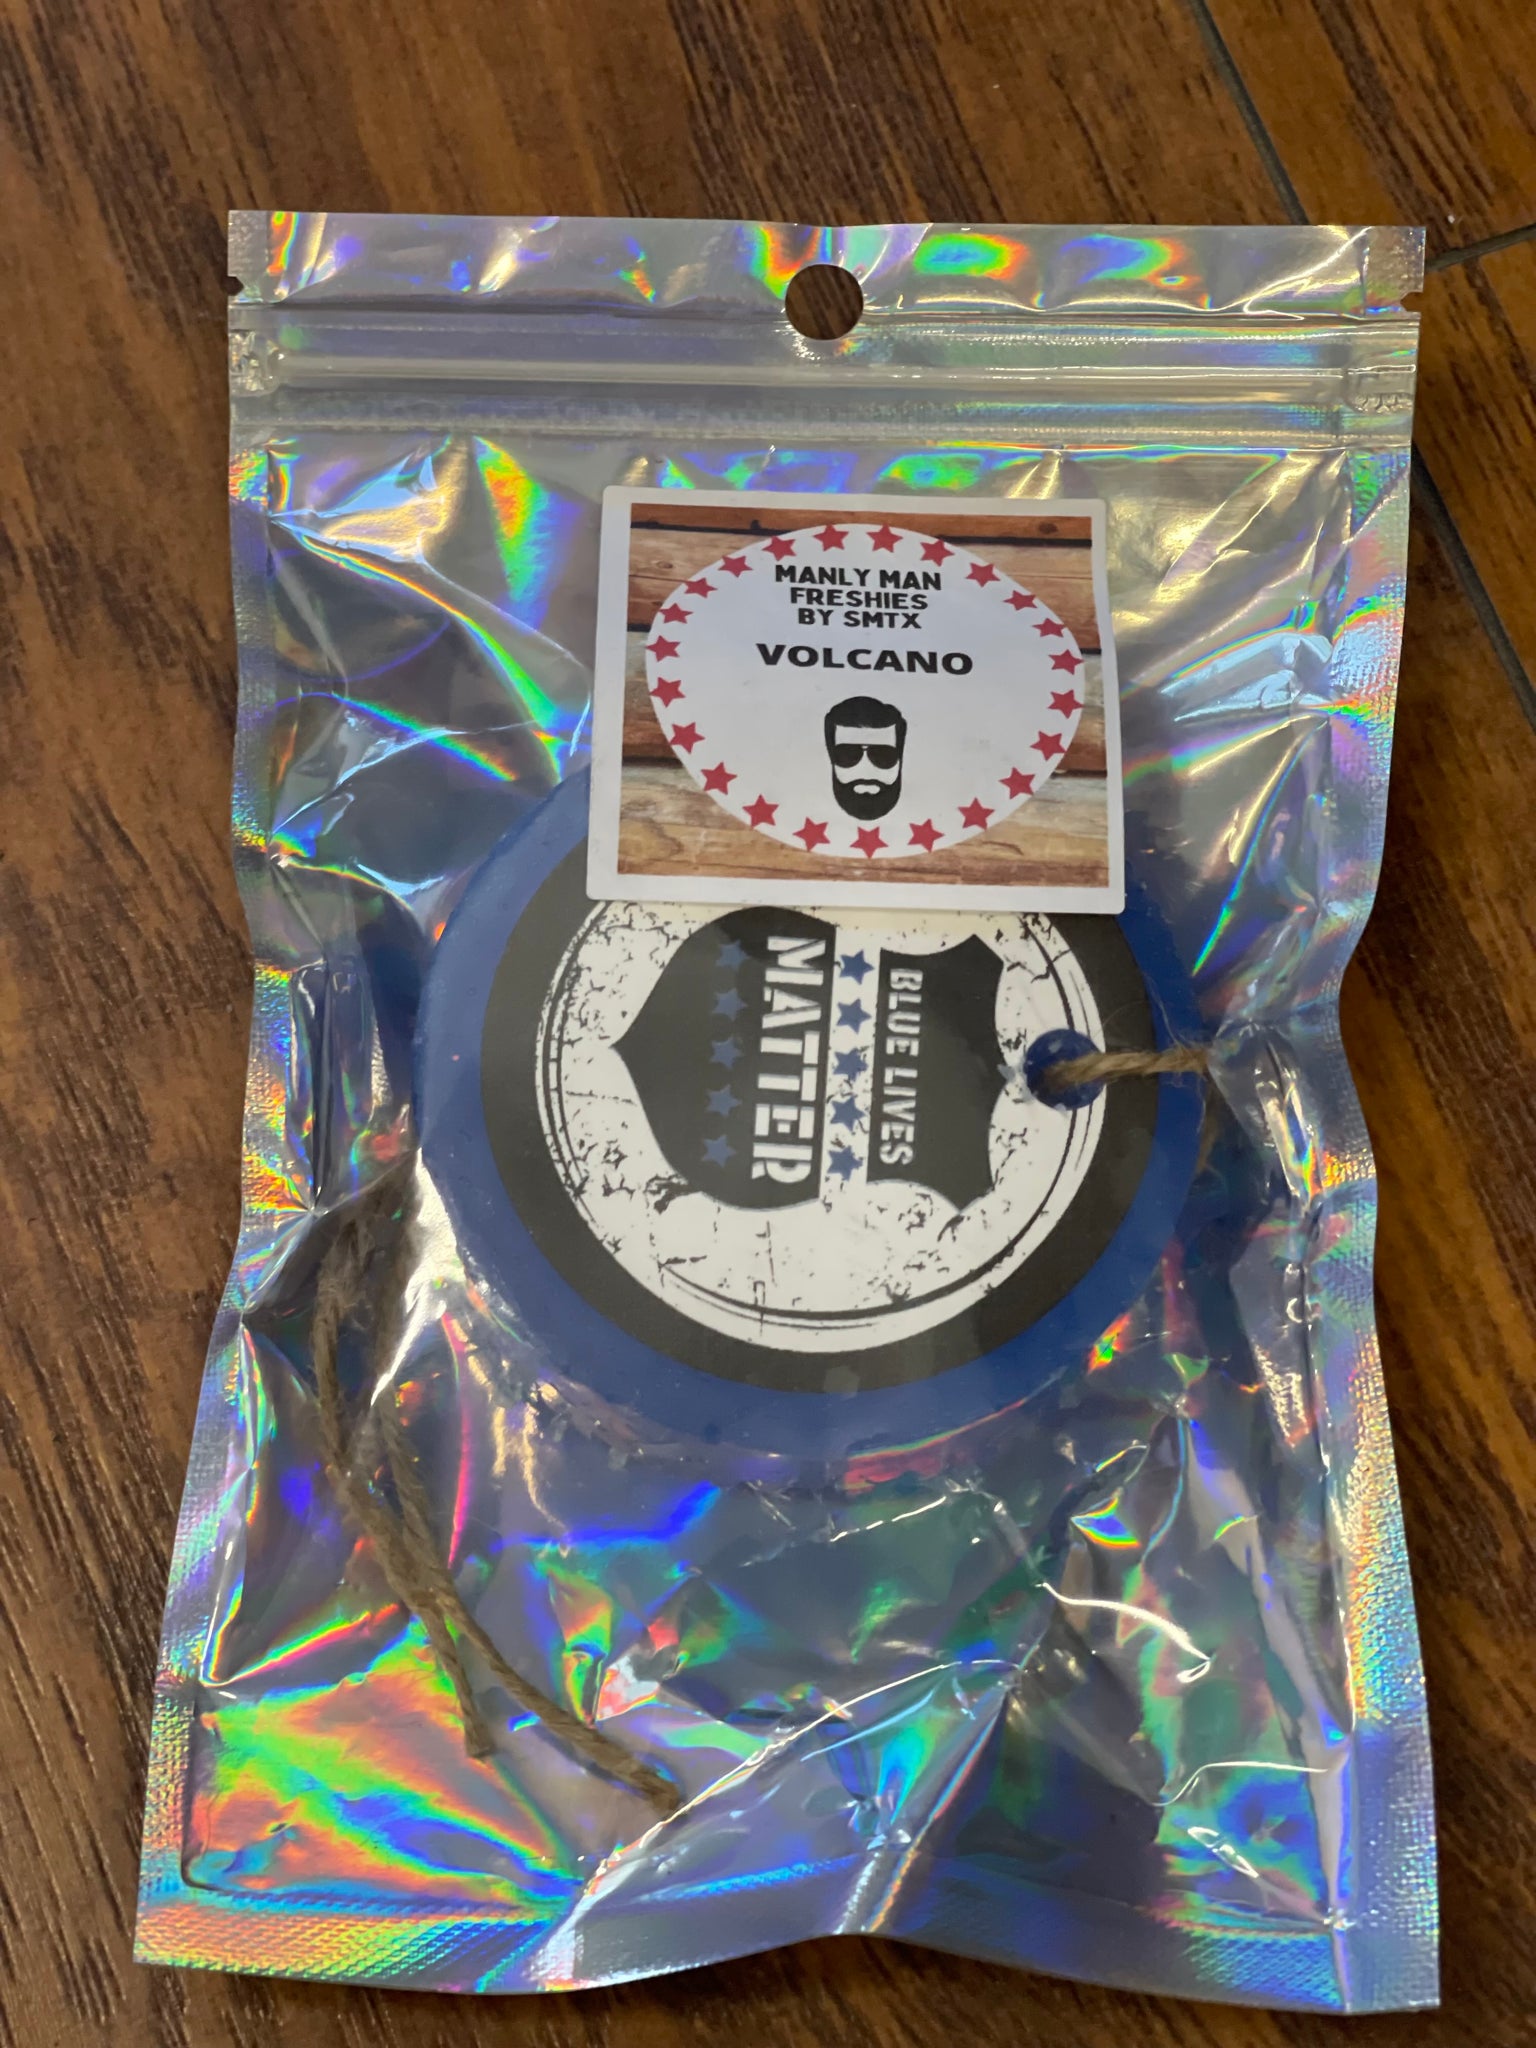 MANLY MAN
FRESHIES
BY SMTX
VOLCANO
BLUE LIVES
MATTER